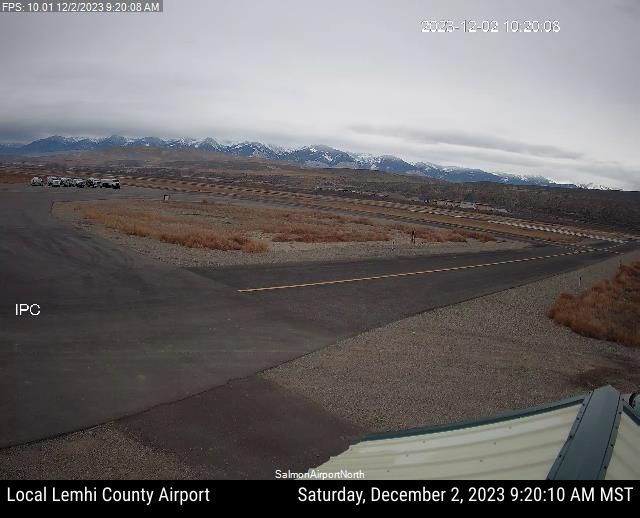 FPS: 10.01 12/2/2023 9:20:08 AM
2023-12-02 10:20:08
IPC
SalmonAirportNorth
Local Lemhi County Airport
Saturday, December 2, 2023 9:20:10 AM MST